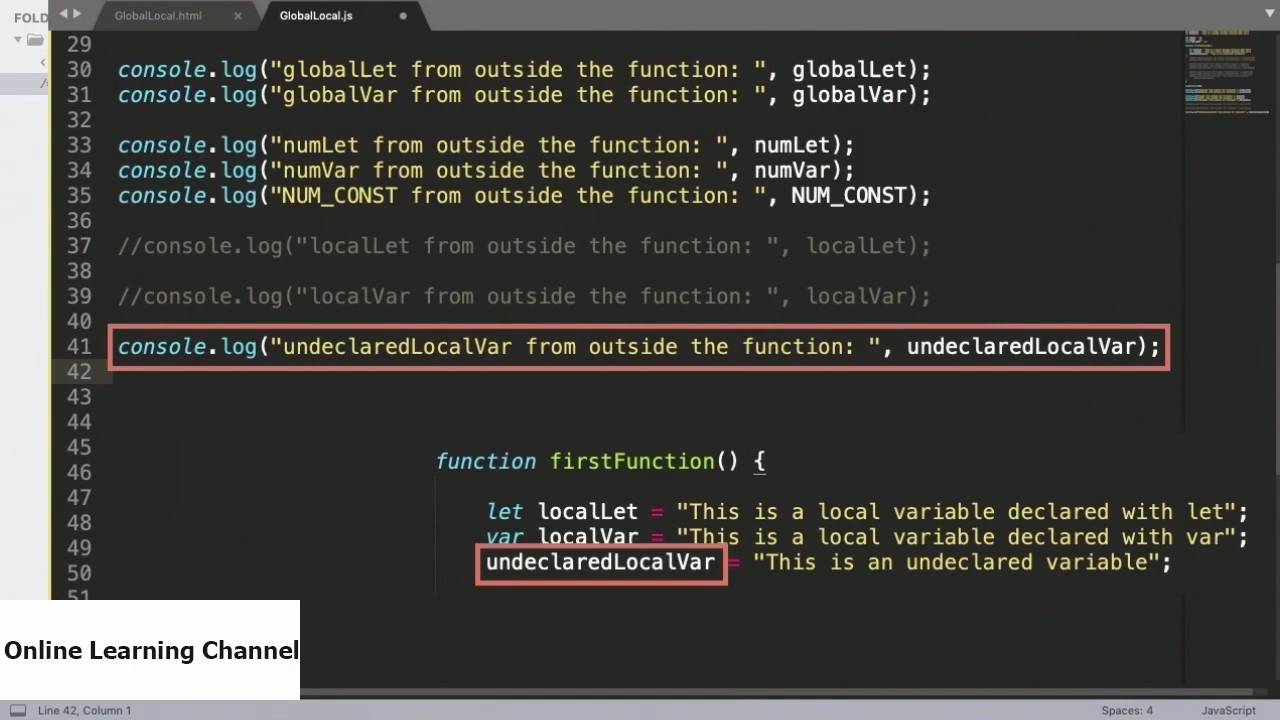 FOLD
GlobalLocal.html
GlobalLocal.js
29
30 console.log("globalLet from outside the function: ", globalLet);
31 console.log("globalVar from outside the function: ", globalVar);
32
33 console.log("numLet from outside the function: ", numLet);
34 console.log("numVar from outside the function: ", numVar);
35 console.log("NUM_CONST from outside the function: ", NUM_CONST);
36
37 //console.log("localLet from outside the function: ", localLet);
38
39 //console.log("localVar from outside the function: ", localVar);
40
41 console.log("undeclaredLocalVar from outside the function: ", undeclaredLocalVar);
42
43
44
45
46 function firstFunction() {
47
48 let localLet = "This is a local variable declared with let";
49 var localVar = "This is a local variable declared with var";
50 undeclaredLocalVar = "This is an undeclared variable";
51
Online Learning Channel
Line 42, Column 1
Spaces: 4
JavaScript